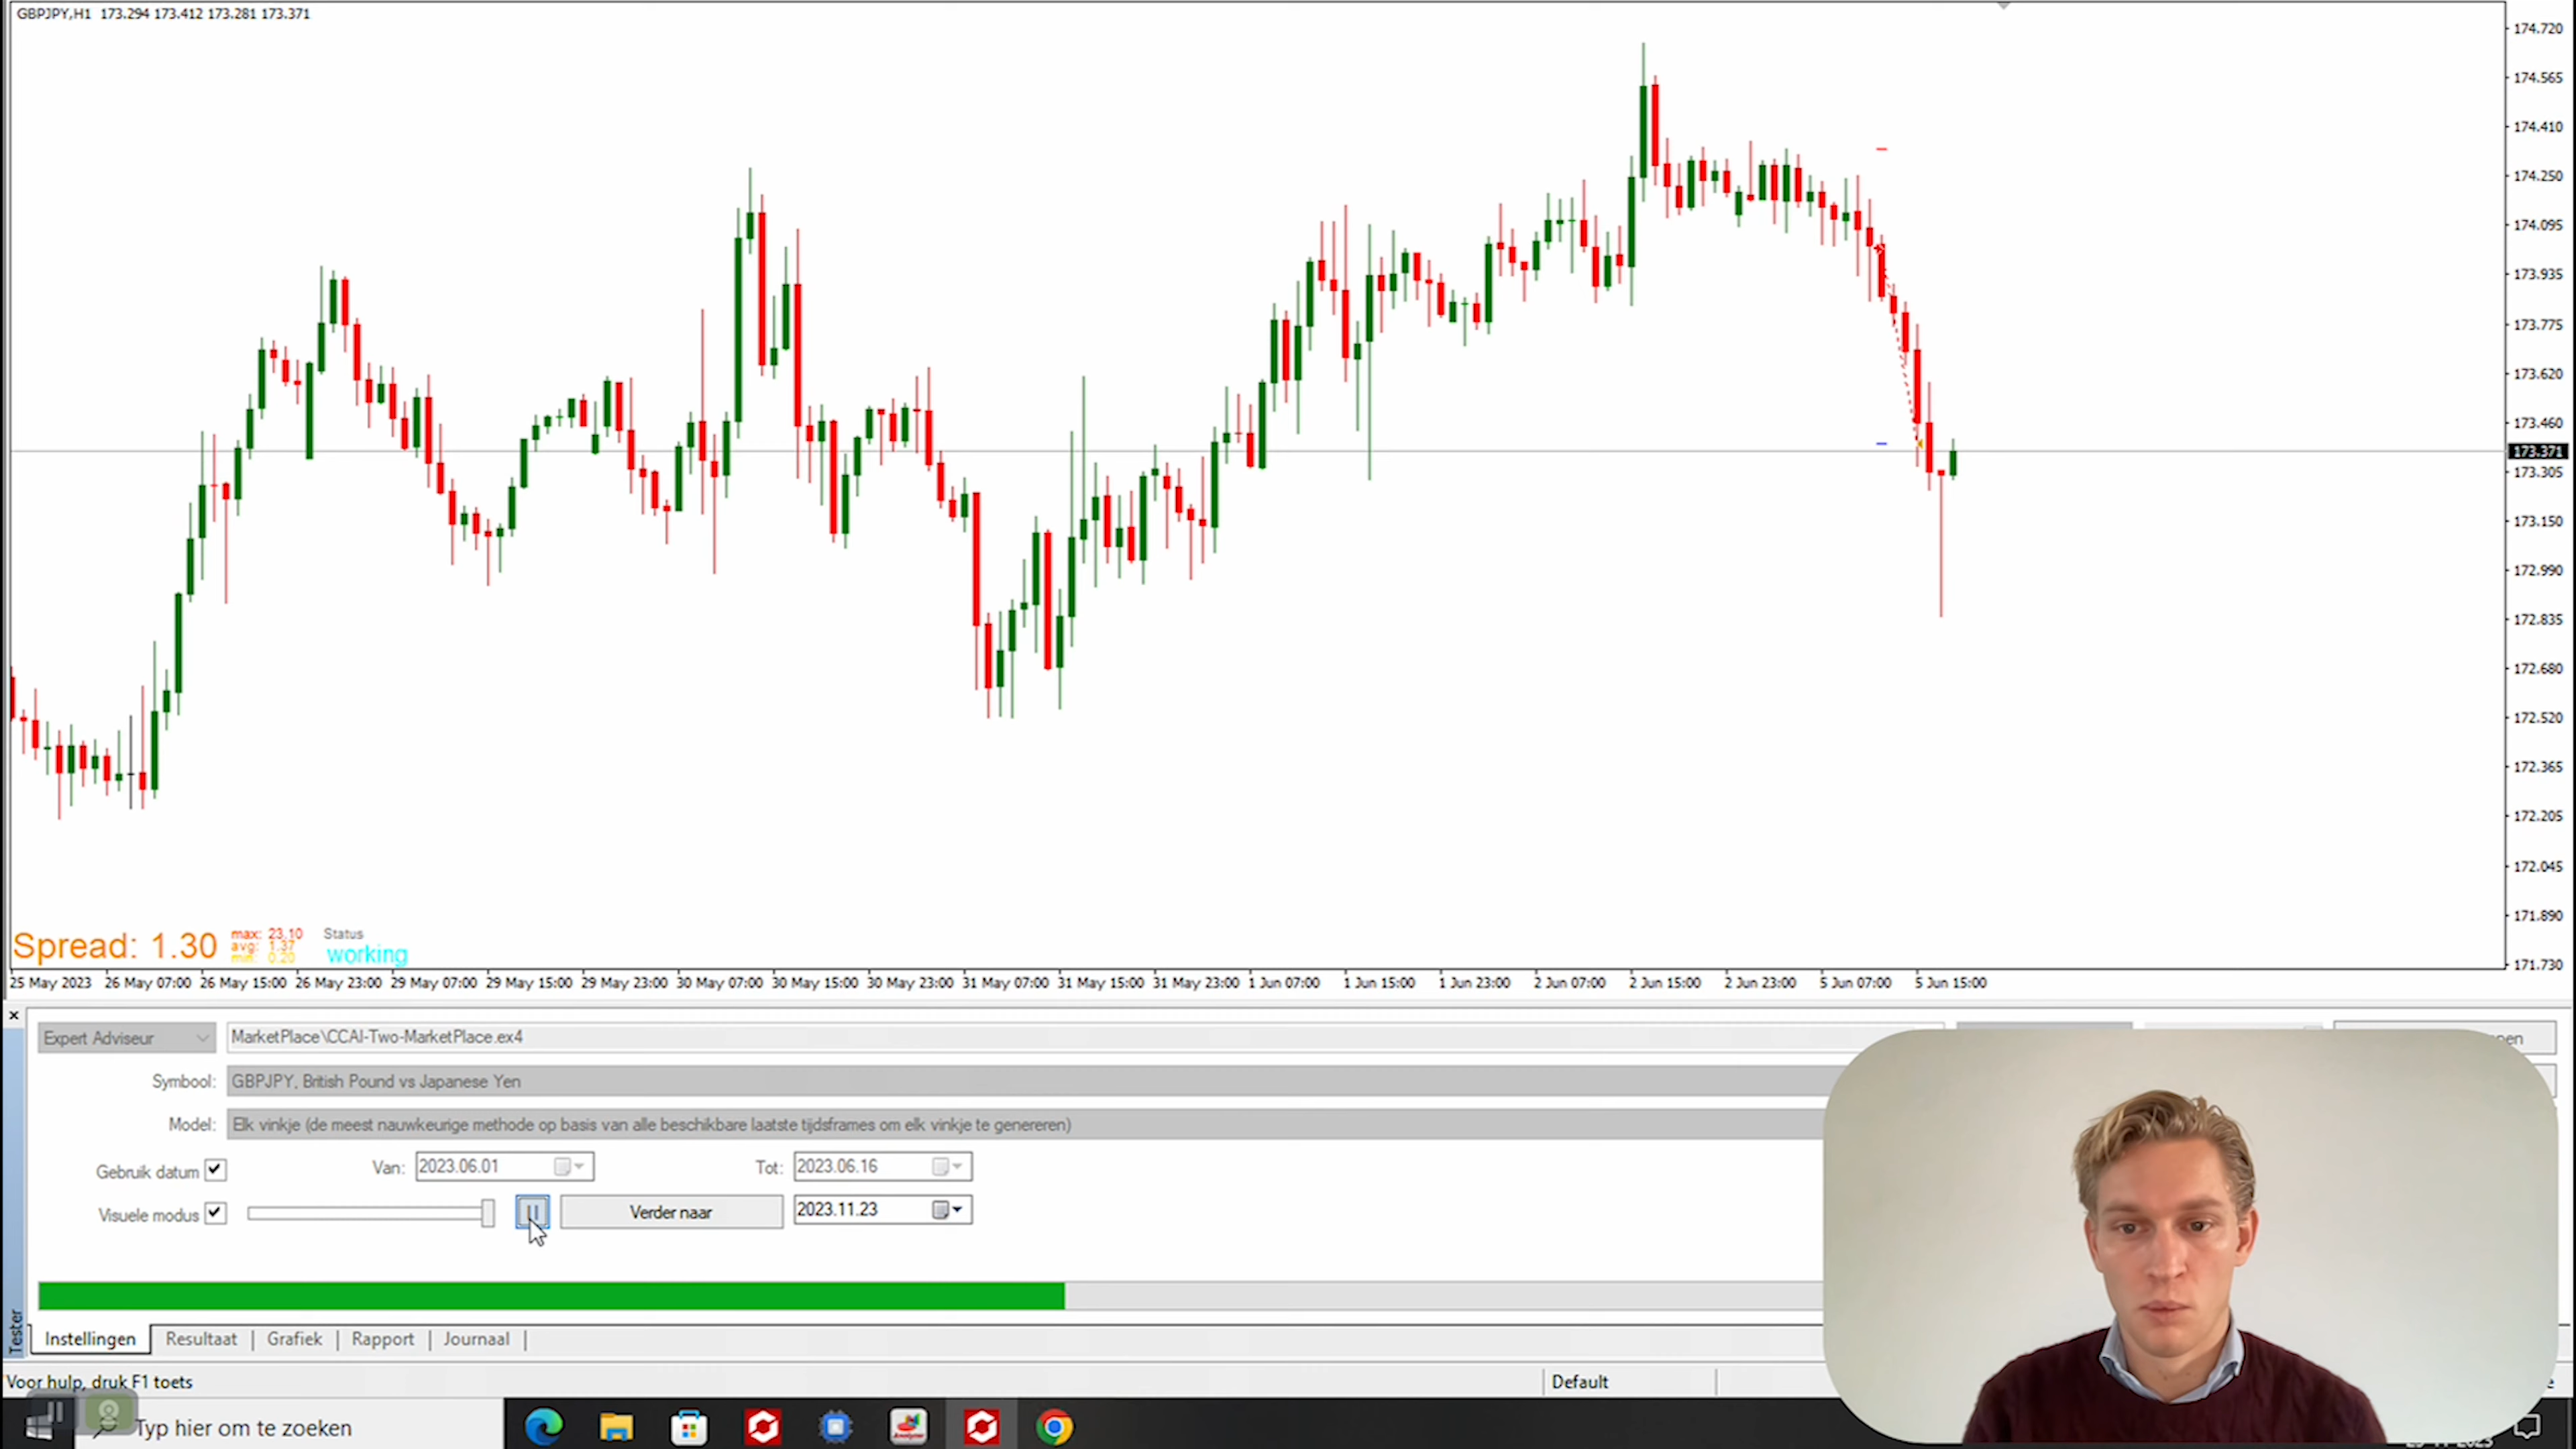 GBPJPY,H1 173.294 173.412 173.281 173.371
174.720
174.565
174.410
174.250
174.095
173.935
173.775
173.620
173.460
173.371
173.305
173.150
172.990
172.835
172.680
172.520
172.365
172.205
172.045
171.890
171.730
Spread: 1.30
max: 23.10
avg: 1.37
min: 0.20
Status
working
25 May 2023 26 May 07:00 26 May 15:00 26 May 23:00 29 May 07:00 29 May 15:00 29 May 23:00 30 May 07:00 30 May 15:00 30 May 23:00 31 May 07:00 31 May 15:00 31 May 23:00 1 Jun 07:00 1 Jun 15:00 1 Jun 23:00 2 Jun 07:00 2 Jun 15:00 2 Jun 23:00 5 Jun 07:00 5 Jun 15:00
Expert Adviseur MarketPlace\CCAI-Two-MarketPlace.ex4
Symbool: GBPJPY, British Pound vs Japanese Yen
Model: Elk vinkje (de meest nauwkeurige methode op basis van alle beschikbare laatste tijdsframes om elk vinkje te genereren)
Gebruik datum Van: 2023.06.01 Tot: 2023.06.16
Visuele modus Verder naar 2023.11.23
Tester
Instellingen Resultaat Grafiek Rapport Journaal
Voor hulp, druk F1 toets Default
Typ hier om te zoeken